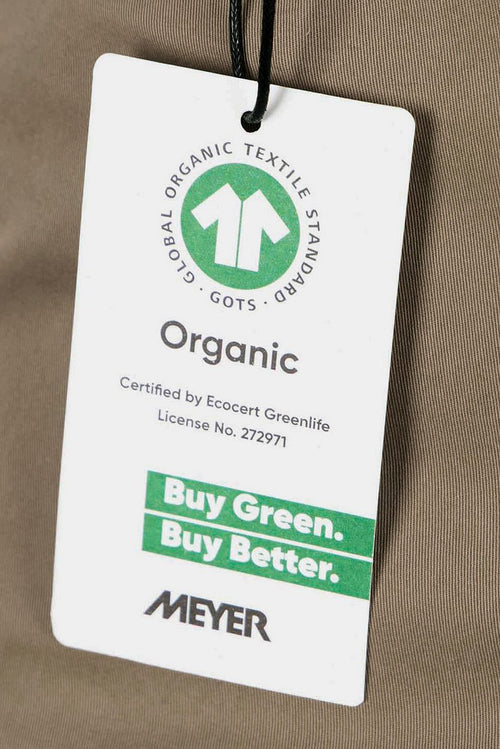 GLOBAL ORGANIC TEXTILE STANDARD
· GOTS ·
Organic
Certified by Ecocert Greenlife
License No. 272971
Buy Green.
Buy Better.
MEYER